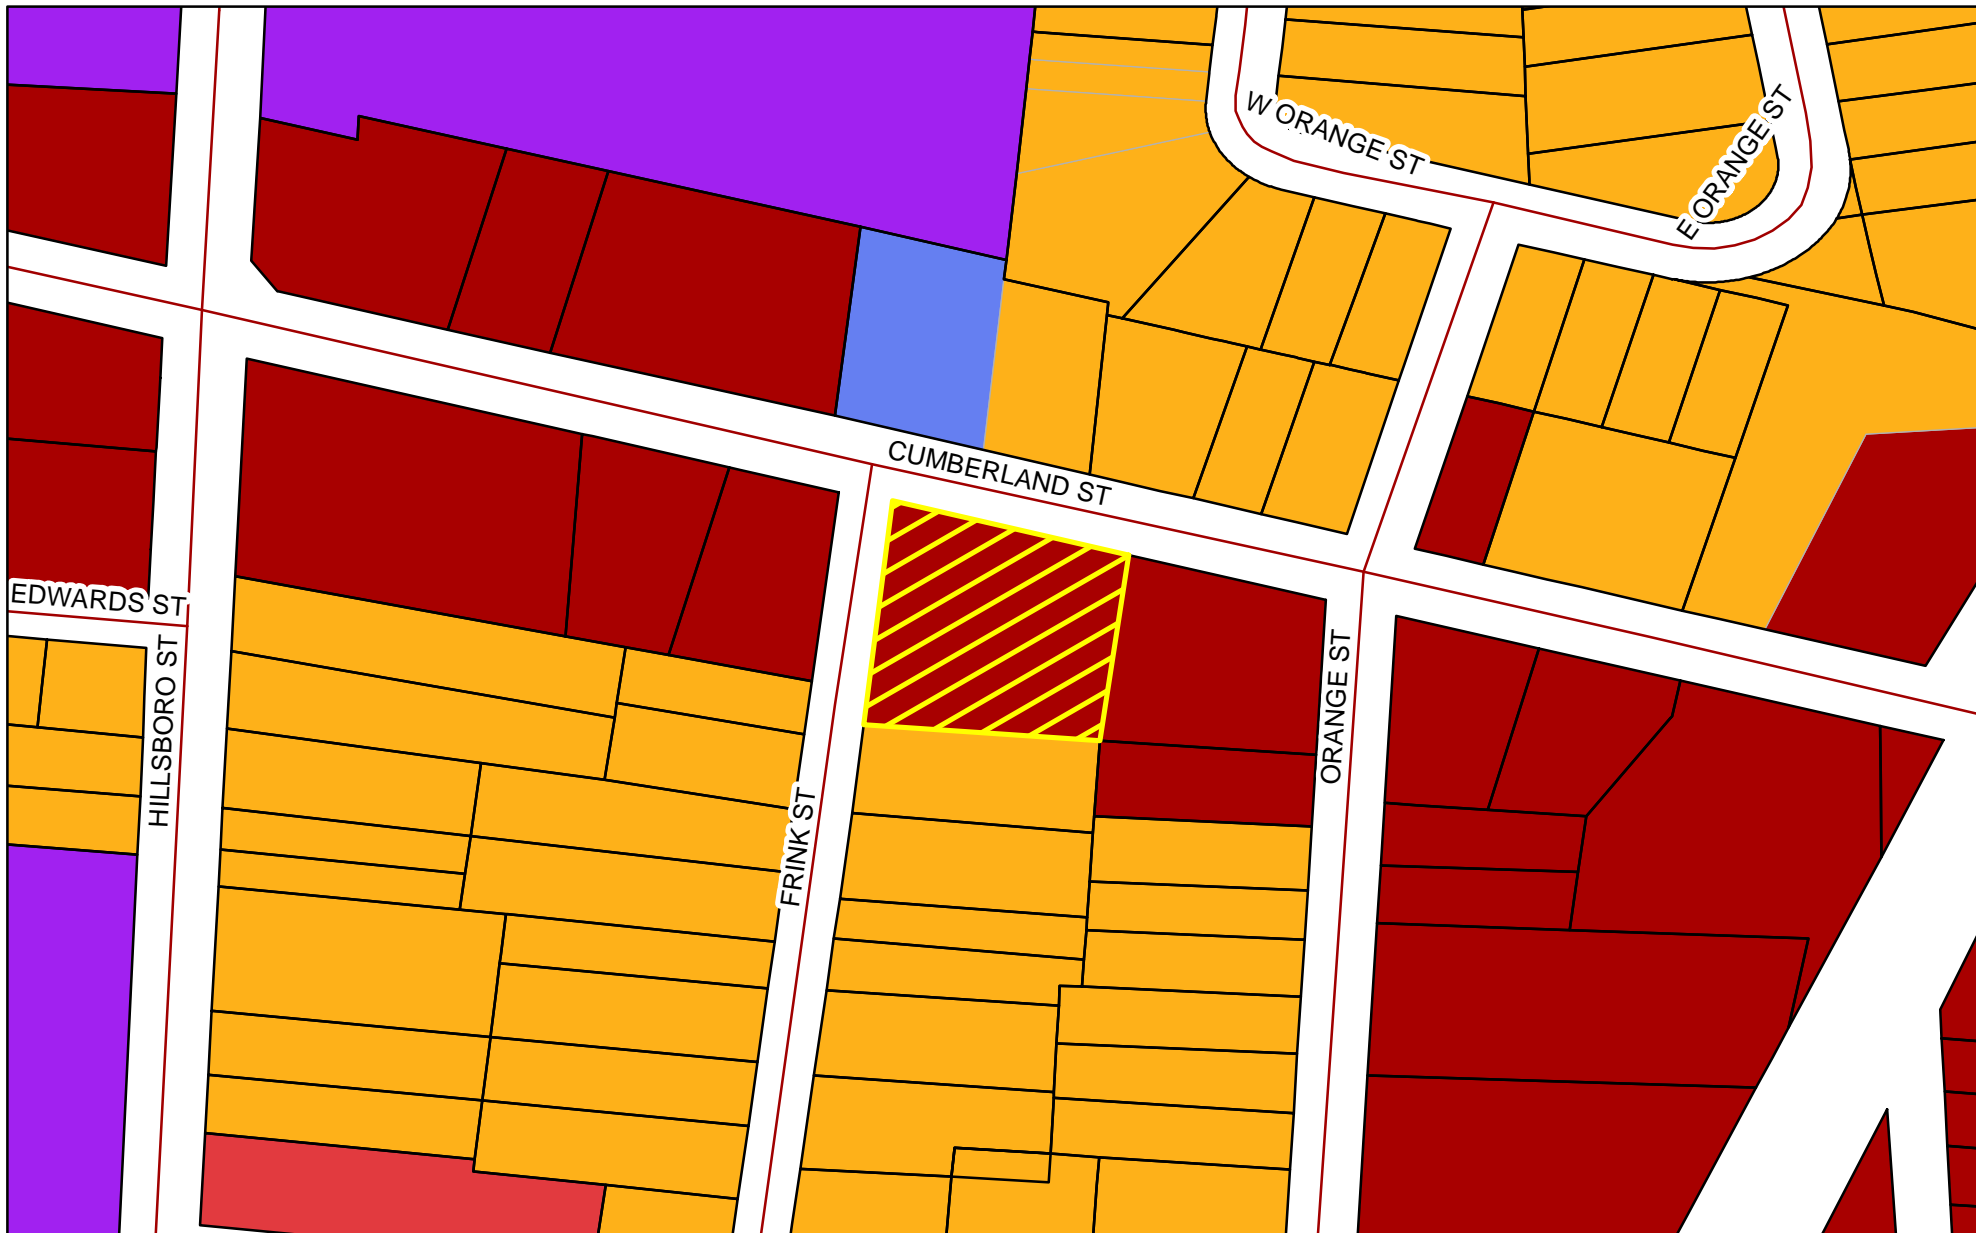 W ORANGE ST
E ORANGE ST
CUMBERLAND ST
EDWARDS ST
HILLSBORO ST
ORANGE ST
FRINK ST